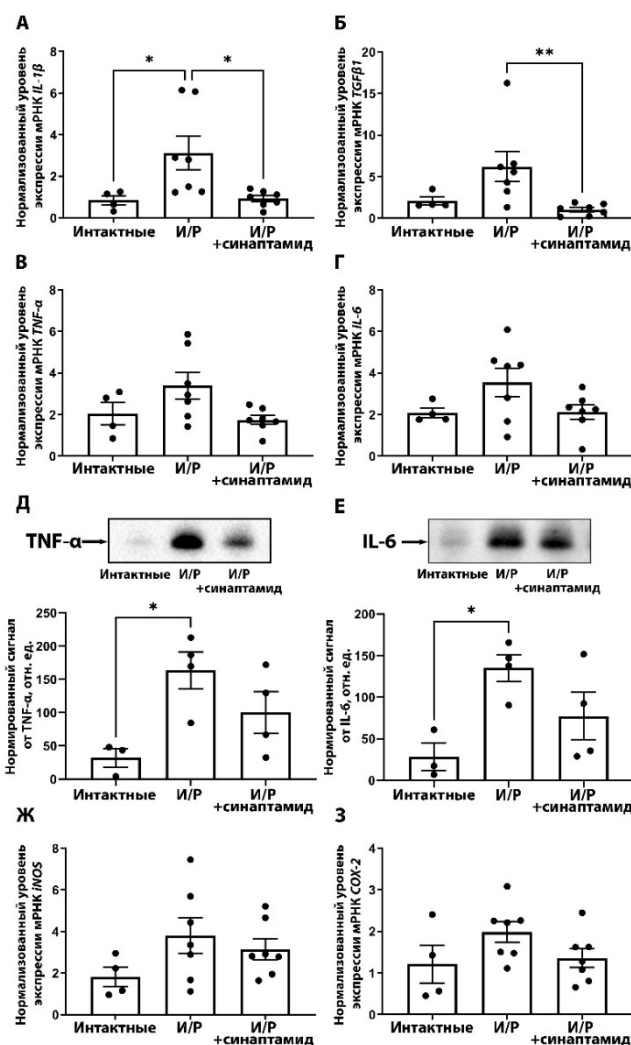 А
Нормализованный уровень
экспрессии мРНК IL-1β
8
6
4
2
0
*
*
Интактные
И/Р
И/Р
+синаптамид
Б
Нормализованный уровень
экспрессии мРНК TGFβ1
20
15
10
5
0
**
Интактные
И/Р
И/Р
+синаптамид
В
Нормализованный уровень
экспрессии мРНК TNF-α
8
6
4
2
0
Интактные
И/Р
И/Р
+синаптамид
Г
Нормализованный уровень
экспрессии мРНК IL-6
8
6
4
2
0
Интактные
И/Р
И/Р
+синаптамид
Д
TNF-α
Интактные
И/Р
И/Р
+синаптамид
Нормированный сигнал
от TNF-α, отн. ед.
250
200
150
100
50
0
*
Интактные
И/Р
И/Р
+синаптамид
Е
IL-6
Интактные
И/Р
И/Р
+синаптамид
Нормированный сигнал
от IL-6, отн. ед.
200
150
100
50
0
*
Интактные
И/Р
И/Р
+синаптамид
Ж
Нормализованный уровень
экспрессии мРНК iNOS
8
6
4
2
0
Интактные
И/Р
И/Р
+синаптамид
З
Нормализованный уровень
экспрессии мРНК COX-2
4
3
2
1
0
Интактные
И/Р
И/Р
+синаптамид